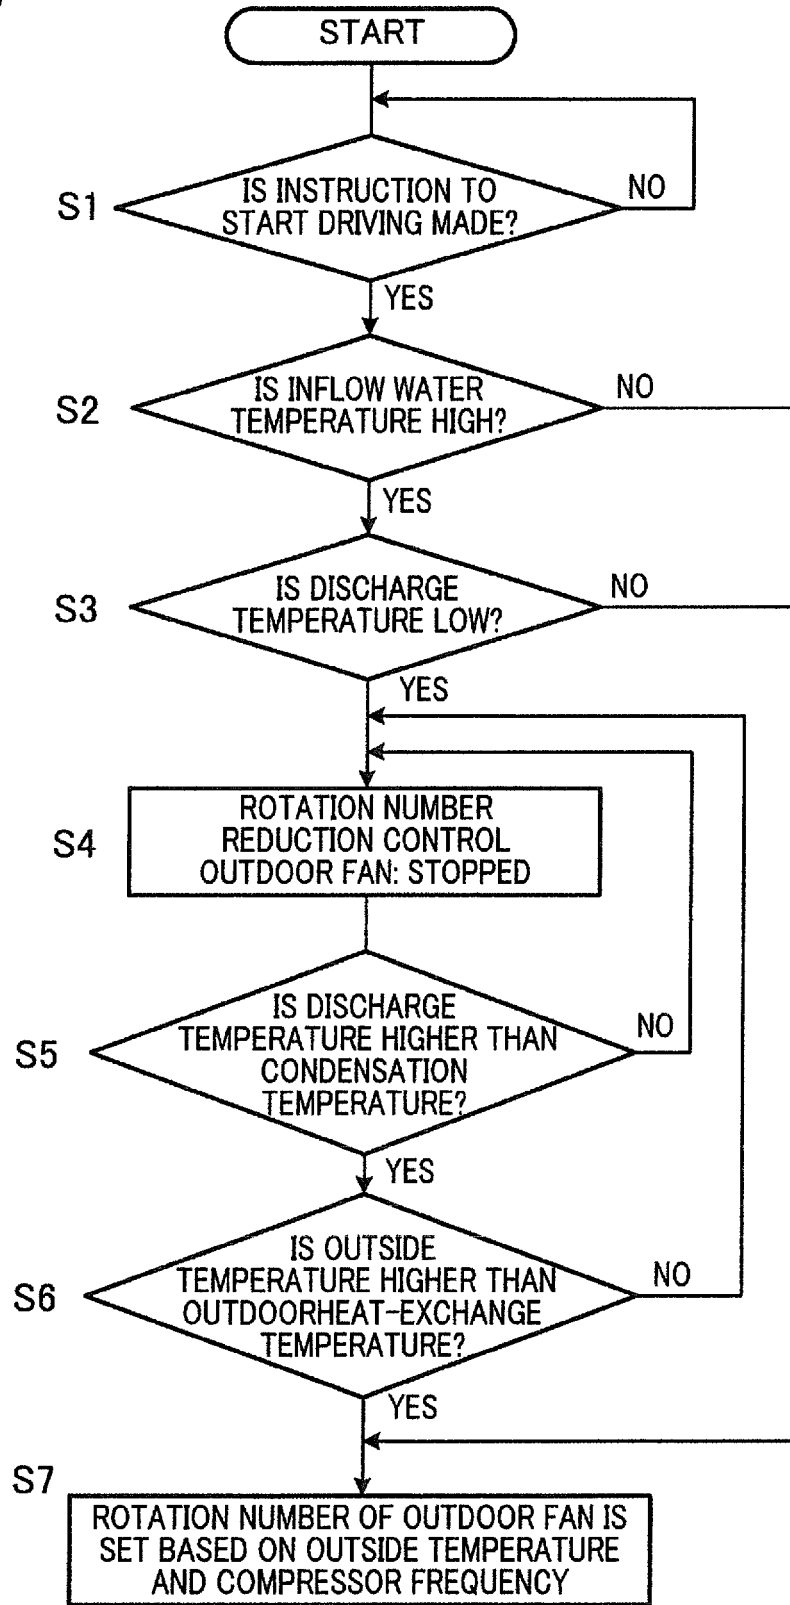 START
S1
IS INSTRUCTION TO
START DRIVING MADE?
NO
YES
S2
IS INFLOW WATER
TEMPERATURE HIGH?
NO
YES
S3
IS DISCHARGE
TEMPERATURE LOW?
NO
YES
S4
ROTATION NUMBER
REDUCTION CONTROL
OUTDOOR FAN: STOPPED
S5
IS DISCHARGE
TEMPERATURE HIGHER THAN
CONDENSATION
TEMPERATURE?
NO
YES
S6
IS OUTSIDE
TEMPERATURE HIGHER THAN
OUTDOORHEAT-EXCHANGE
TEMPERATURE?
NO
YES
S7
ROTATION NUMBER OF OUTDOOR FAN IS
SET BASED ON OUTSIDE TEMPERATURE
AND COMPRESSOR FREQUENCY